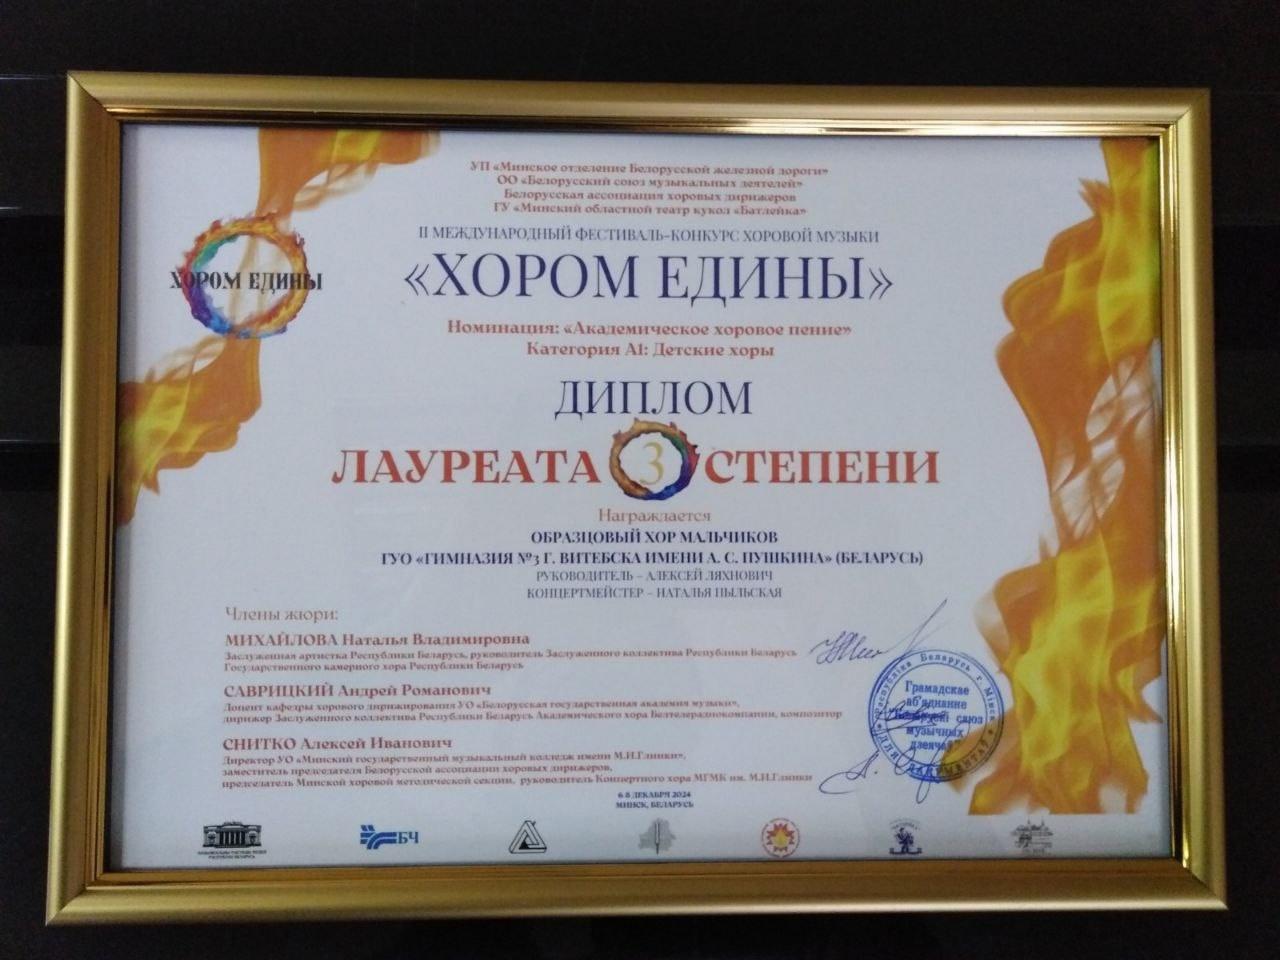 УП «Минское отделение Белорусской железной дороги»
ОО «Белорусский союз музыкальных деятелей»
Белорусская ассоциация хоровых дирижеров
ГУ «Минский областной театр кукол «Батлейка»
II МЕЖДУНАРОДНЫЙ ФЕСТИВАЛЬ-КОНКУРС ХОРОВОЙ МУЗЫКИ
ХОРОМ ЕДИНЫ
«ХОРОМ ЕДИНЫ»
Номинация: «Академическое хоровое пение»
Категория А1: Детские хоры
ДИПЛОМ
ЛАУРЕАТА 3 СТЕПЕНИ
Награждается
ОБРАЗЦОВЫЙ ХОР МАЛЬЧИКОВ
ГУО «ГИМНАЗИЯ №3 Г. ВИТЕБСКА ИМЕНИ А. С. ПУШКИНА» (БЕЛАРУСЬ)
РУКОВОДИТЕЛЬ – АЛЕКСЕЙ ЛЯХНОВИЧ
КОНЦЕРТМЕЙСТЕР – НАТАЛЬЯ ПЫЛЬСКАЯ
Члены жюри:
МИХАЙЛОВА Наталья Владимировна
Заслуженная артистка Республики Беларусь, руководитель Заслуженного коллектива Республики Беларусь
Государственного камерного хора Республики Беларусь
САВРИЦКИЙ Андрей Романович
Доцент кафедры хорового дирижирования УО «Белорусская государственная академия музыки»,
дирижер Заслуженного коллектива Республики Беларусь Академического хора Белтелерадиокомпании, композитор
СНИТКО Алексей Иванович
Директор УО «Минский государственный музыкальный колледж имени М.И.Глинки»,
заместитель председателя Белорусской ассоциации хоровых дирижеров,
председатель Минской хоровой методической секции, руководитель Концертного хора МГМК им. М.И.Глинки
Рэспубліка Беларусь г. Мінск
Грамадскае
аб'яднанне
Беларускі саюз
музычных
дзеячаў
ДЛЯ ДАКУМЕНТАЎ
6-8 ДЕКАБРЯ 2024
МИНСК, БЕЛАРУСЬ
БЧ